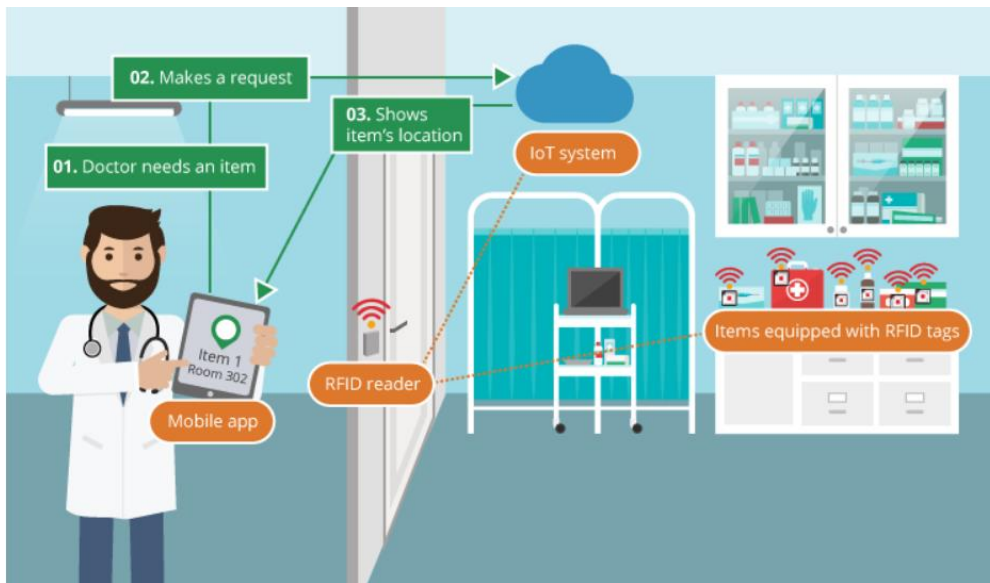 02. Makes a request
03. Shows
item's location
01. Doctor needs an item
IoT system
Item 1
Room 302
Mobile app
RFID reader
Items equipped with RFID tags